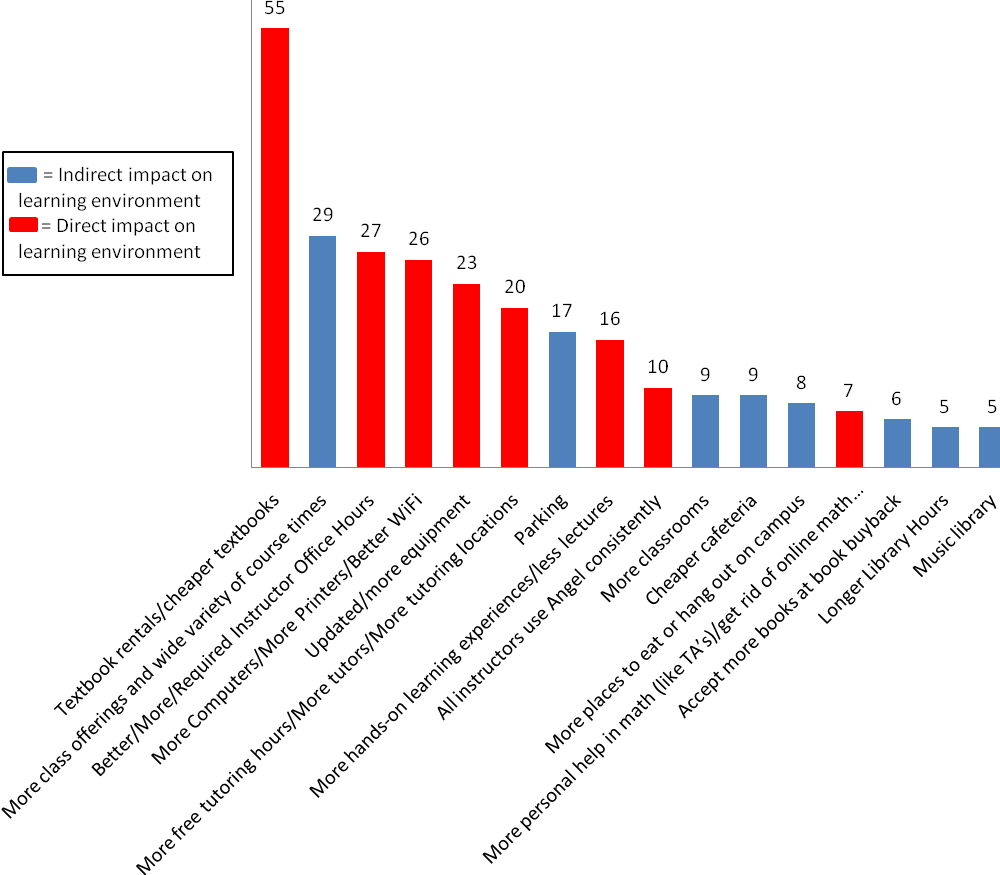 55
= Indirect impact on
learning environment
= Direct impact on
learning environment
29
27
26
23
20
17
16
10
9
9
8
7
6
5
5
Textbook rentals/cheaper textbooks
More class offerings and wide variety of course times
Better/More/Required Instructor Office Hours
More Computers/More Printers/Better WiFi
Updated/more equipment
More free tutoring hours/More tutors/More tutoring locations
Parking
More hands-on learning experiences/less lectures
All instructors use Angel consistently
More classrooms
Cheaper cafeteria
More places to eat or hang out on campus
More personal help in math (like TA's)/get rid of online math...
Accept more books at book buyback
Longer Library Hours
Music library